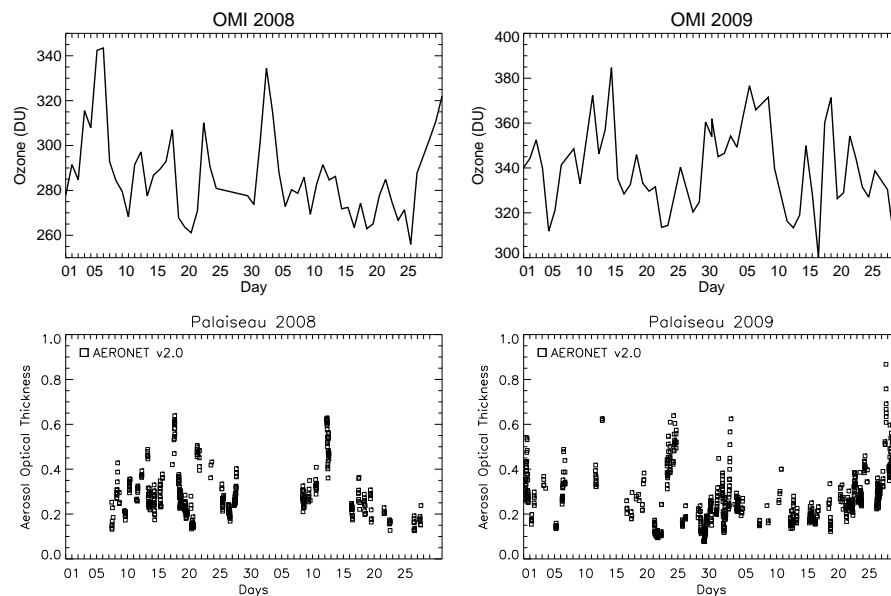 OMI 2008
Ozone (DU)
340
320
300
280
260
01 05 10 15 20 25 30 05 10 15 20 25
Day
OMI 2009
Ozone (DU)
400
380
360
340
320
300
01 05 10 15 20 25 30 05 10 15 20 25
Day
Palaiseau 2008
AERONET v2.0
Aerosol Optical Thickness
1.0
0.8
0.6
0.4
0.2
0.0
01 05 10 15 20 25 30 05 10 15 20 25
Days
Palaiseau 2009
AERONET v2.0
Aerosol Optical Thickness
1.0
0.8
0.6
0.4
0.2
0.0
01 05 10 15 20 25 30 05 10 15 20 25
Days